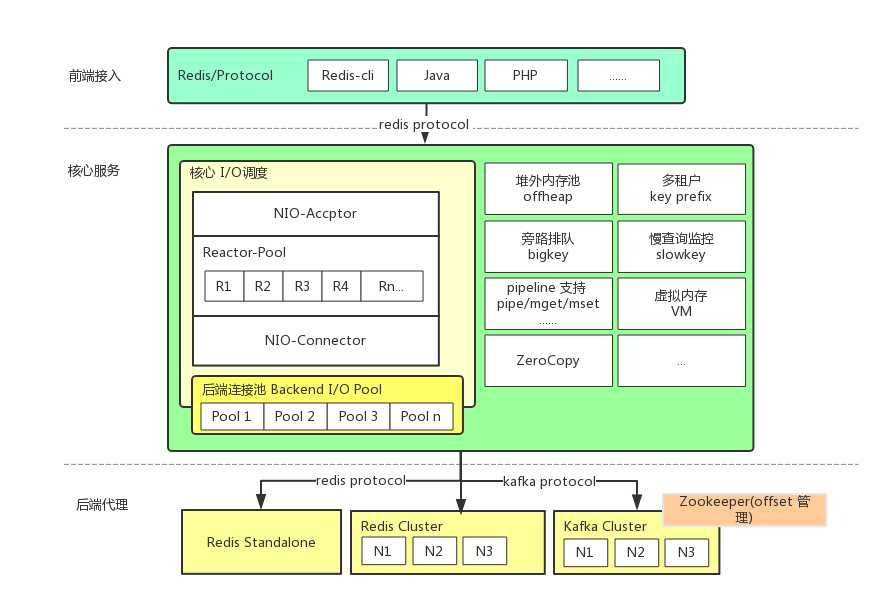 前端接入
Redis/Protocol
Redis-cli
Java
PHP
......
redis protocol
核心服务
核心 I/O调度
NIO-Accptor
Reactor-Pool
R1
R2
R3
R4
Rn...
NIO-Connector
后端连接池 Backend I/O Pool
Pool 1
Pool 2
Pool 3
Pool n
堆外内存池
offheap
多租户
key prefix
旁路排队
bigkey
慢查询监控
slowkey
pipeline 支持
pipe/mget/mset
......
虚拟内存
VM
ZeroCopy
...
redis protocol
kafka protocol
后端代理
Redis Standalone
Redis Cluster
N1
N2
N3
Kafka Cluster
N1
N2
N3
Zookeeper(offset 管
理)